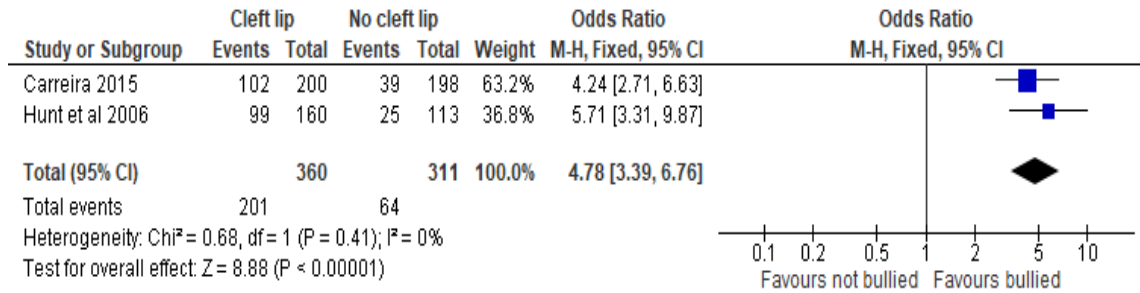 Cleft lip No cleft lip Odds Ratio Odds Ratio
Study or Subgroup Events Total Events Total Weight M-H, Fixed, 95% CI M-H, Fixed, 95% CI
Carreira 2015 102 200 39 198 63.2% 4.24 [2.71, 6.63]
Hunt et al 2006 99 160 25 113 36.8% 5.71 [3.31, 9.87]
Total (95% CI) 360 311 100.0% 4.78 [3.39, 6.76]
Total events 201 64
Heterogeneity: Chi² = 0.68, df = 1 (P = 0.41); I² = 0%
Test for overall effect: Z = 8.88 (P < 0.00001)
0.1 0.2 0.5 1 2 5 10
Favours not bullied Favours bullied